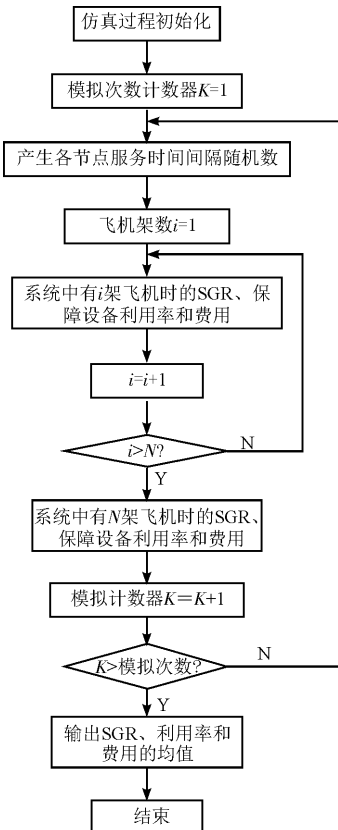 仿真过程初始化
模拟次数计数器K=1
产生各节点服务时间间隔随机数
飞机架数i=1
系统中有i架飞机时的SGR、保
障设备利用率和费用
i=i+1
i>N?
N
Y
系统中有N架飞机时的SGR、
保障设备利用率和费用
模拟计数器K=K+1
K>模拟次数?
N
Y
输出SGR、利用率和
费用的均值
结束